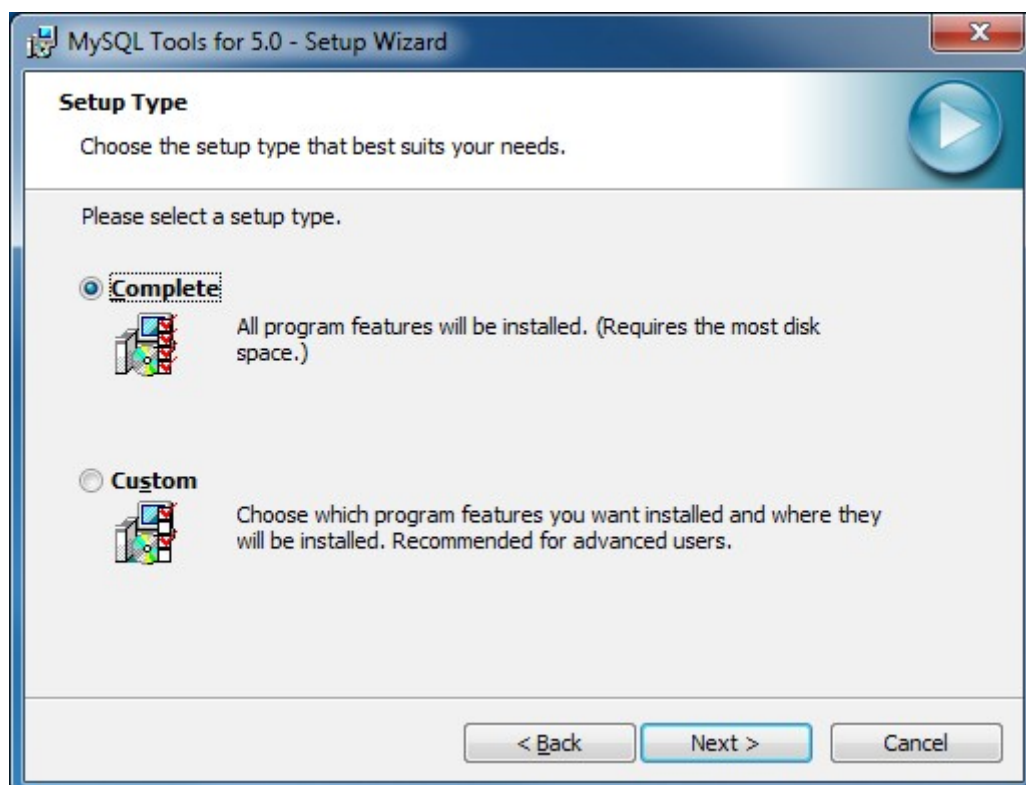 MySQL Tools for 5.0 - Setup Wizard
Setup Type
Choose the setup type that best suits your needs.
Please select a setup type.
Complete
All program features will be installed. (Requires the most disk
space.)
Custom
Choose which program features you want installed and where they
will be installed. Recommended for advanced users.
< Back
Next >
Cancel